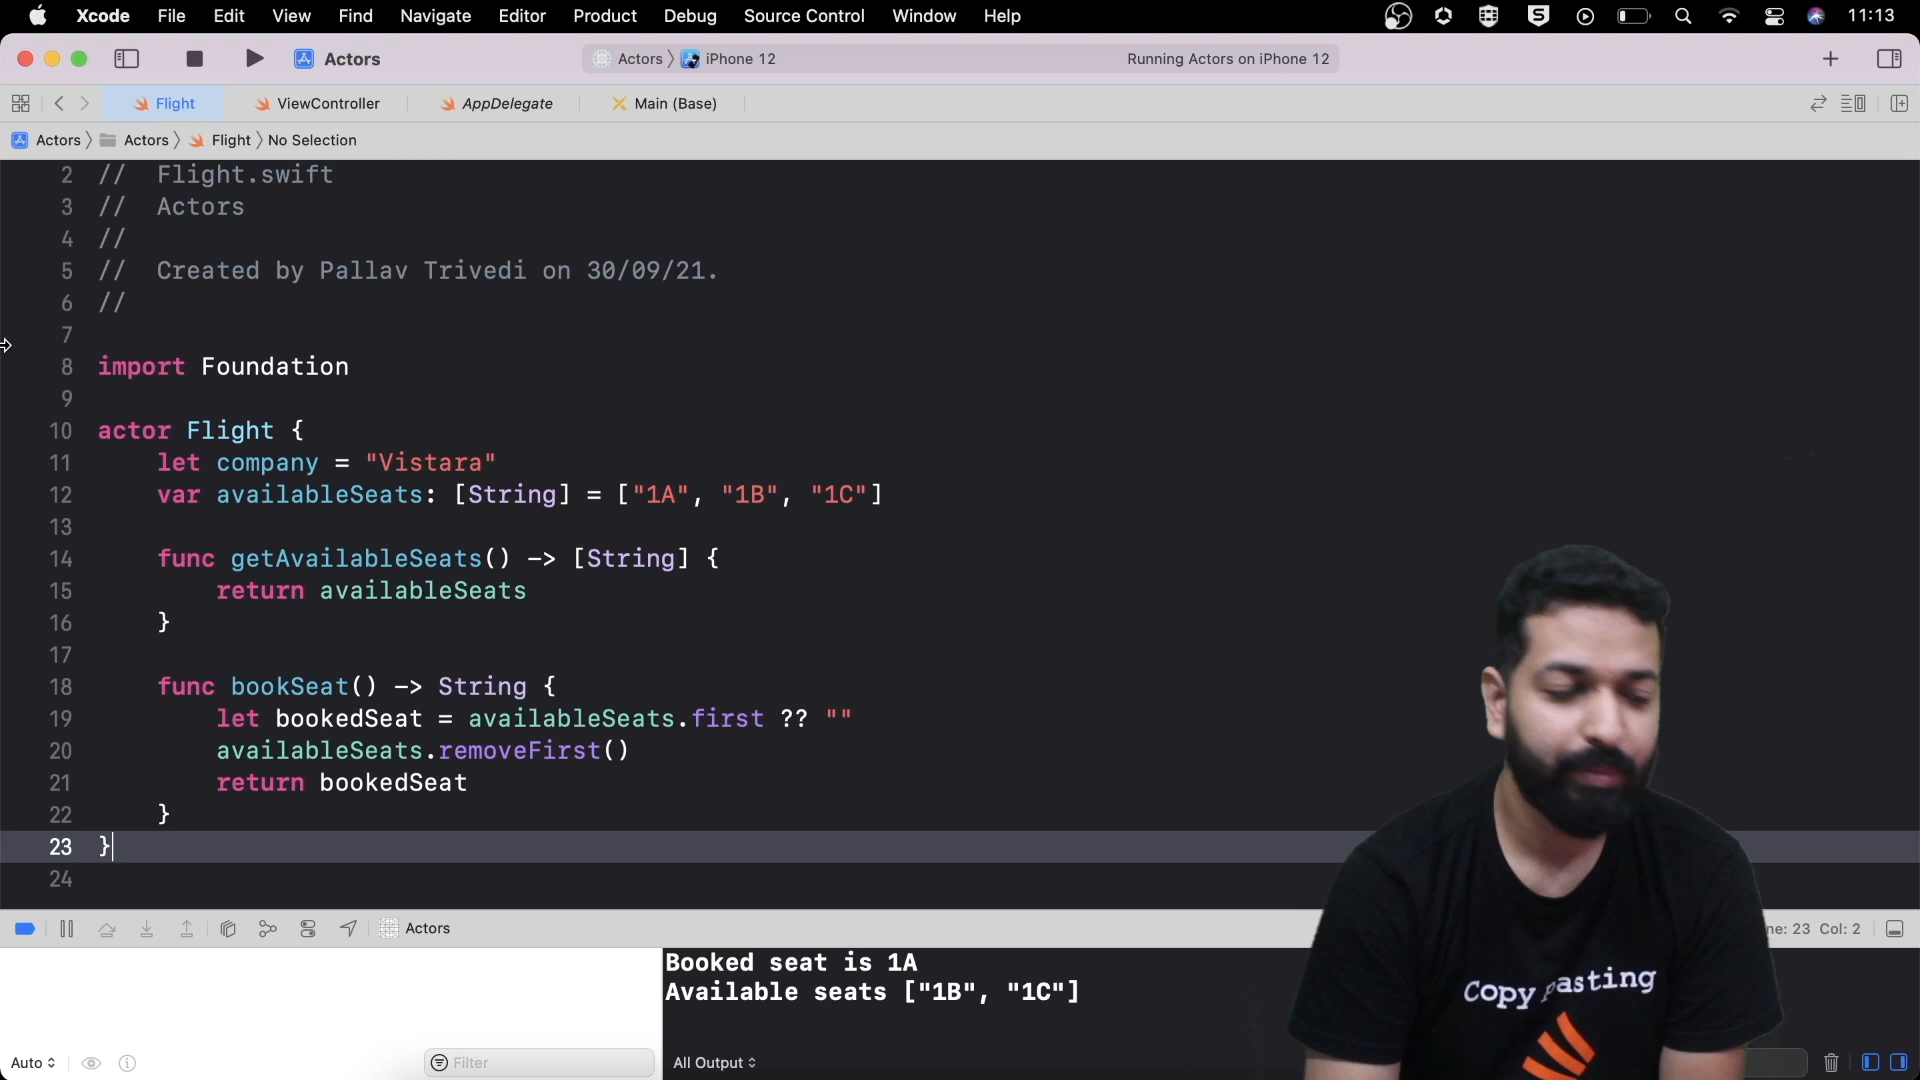 Xcode File Edit View Find Navigate Editor Product Debug Source Control Window Help 11:13
Actors Actors 〉 iPhone 12 Running Actors on iPhone 12
Flight ViewController AppDelegate Main (Base)
Actors 〉 Actors 〉 Flight 〉 No Selection
2 // Flight.swift
3 // Actors
4 //
5 // Created by Pallav Trivedi on 30/09/21.
6 //
7
8 import Foundation
9
10 actor Flight {
11 let company = "Vistara"
12 var availableSeats: [String] = ["1A", "1B", "1C"]
13
14 func getAvailableSeats() -> [String] {
15 return availableSeats
16 }
17
18 func bookSeat() -> String {
19 let bookedSeat = availableSeats.first ?? ""
20 availableSeats.removeFirst()
21 return bookedSeat
22 }
23 }
24
Actors 23 Col: 2
Booked seat is 1A
Available seats ["1B", "1C"]
Copy pasting
Auto Filter All Output